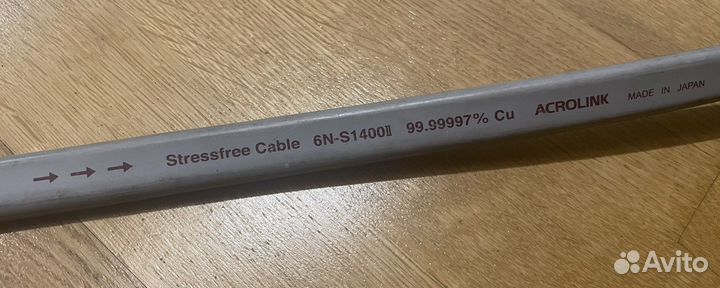 → → → Stressfree Cable 6N-S1400II 99.99997% Cu ACROLINK MADE IN JAPAN
Avito